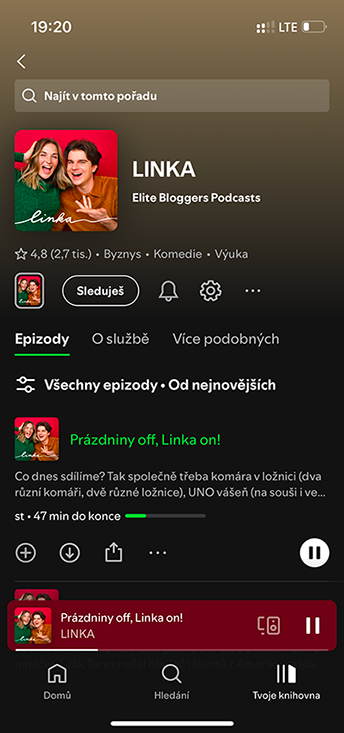 19:20
LTE
Najít v tomto pořadu
linka
LINKA
Elite Bloggers Podcasts
4,8 (2,7 tis.) • Byznys • Komedie • Výuka
linka
Sleduješ
Epizody
O službě
Více podobných
Všechny epizody • Od nejnovějších
Prázdniny off, Linka on!
Co dnes sdílíme? Tak společně třeba komára v ložnici (dva
různí komáři, dvě různé ložnice), UNO vášeň (na souši i ve...
st • 47 min do konce
Prázdniny off, Linka on!
LINKA
Domů
Hledání
Tvoje knihovna